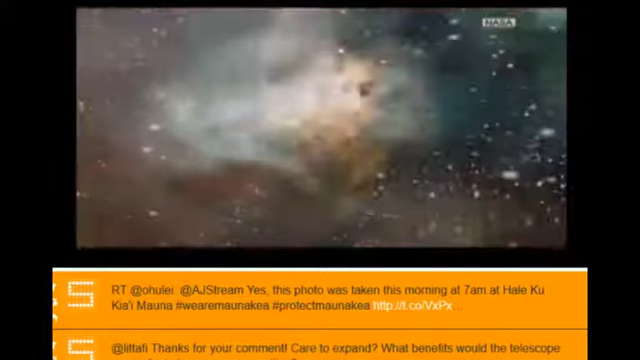 NASA
RT @ohulei: @AJStream Yes, this photo was taken this morning at 7am at Hale Ku
Kia'i Mauna #wearemaunakea #protectmaunakea http://t.co/VxPx...
@littafi Thanks for your comment! Care to expand? What benefits would the telescope